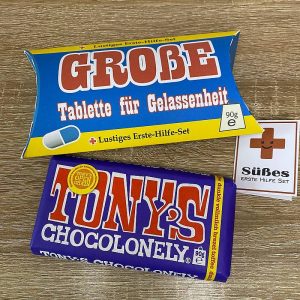 + Lustiges Erste-Hilfe-Set
GROßE
Tablette für Gelassenheit
90g
e
+ Lustiges Erste-Hilfe-Set
Süßes
ERSTE HILFE SET
TONY'S
CHOCOLONELY
TONY'S CHOCOLONELY